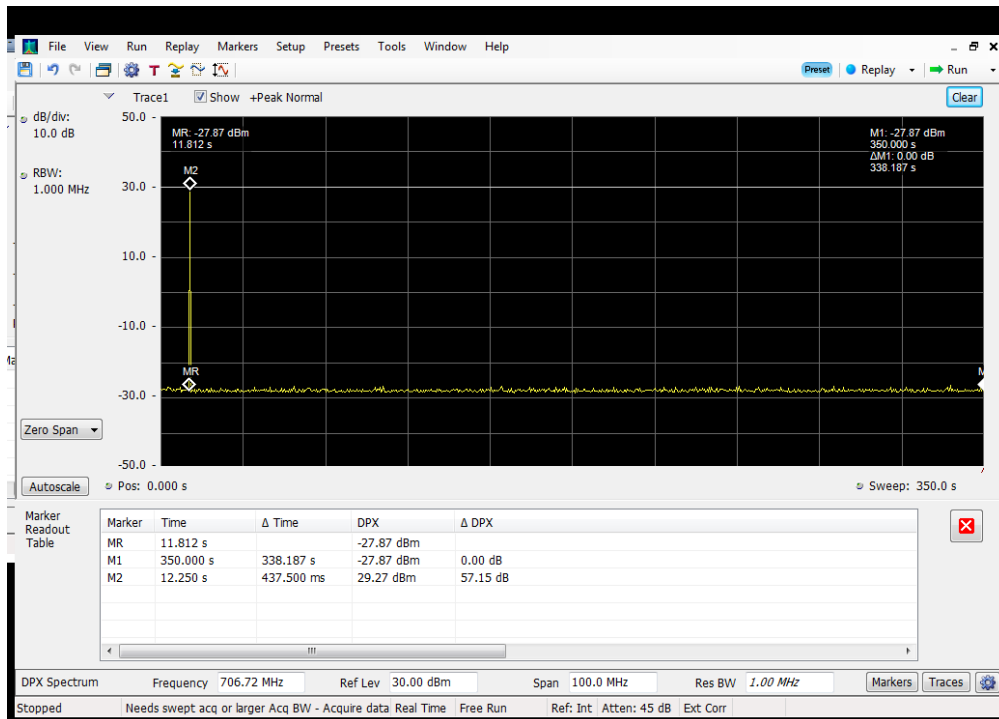 File View Run Replay Markers Setup Presets Tools Window Help
Preset Replay Run
Trace1 Show +Peak Normal Clear
dB/div:
10.0 dB
RBW:
1.000 MHz
50.0
30.0
10.0
-10.0
-30.0
-50.0
MR: -27.87 dBm
11.812 s
M2
M1: -27.87 dBm
350.000 s
ΔM1: 0.00 dB
338.187 s
MR
Zero Span
Autoscale Pos: 0.000 s Sweep: 350.0 s
Marker
Readout
Table
Marker Time Δ Time DPX Δ DPX
MR 11.812 s -27.87 dBm
M1 350.000 s 338.187 s -27.87 dBm 0.00 dB
M2 12.250 s 437.500 ms 29.27 dBm 57.15 dB
DPX Spectrum Frequency 706.72 MHz Ref Lev 30.00 dBm Span 100.0 MHz Res BW 1.00 MHz Markers Traces
Stopped Needs swept acq or larger Acq BW - Acquire data Real Time Free Run Ref: Int Atten: 45 dB Ext Corr